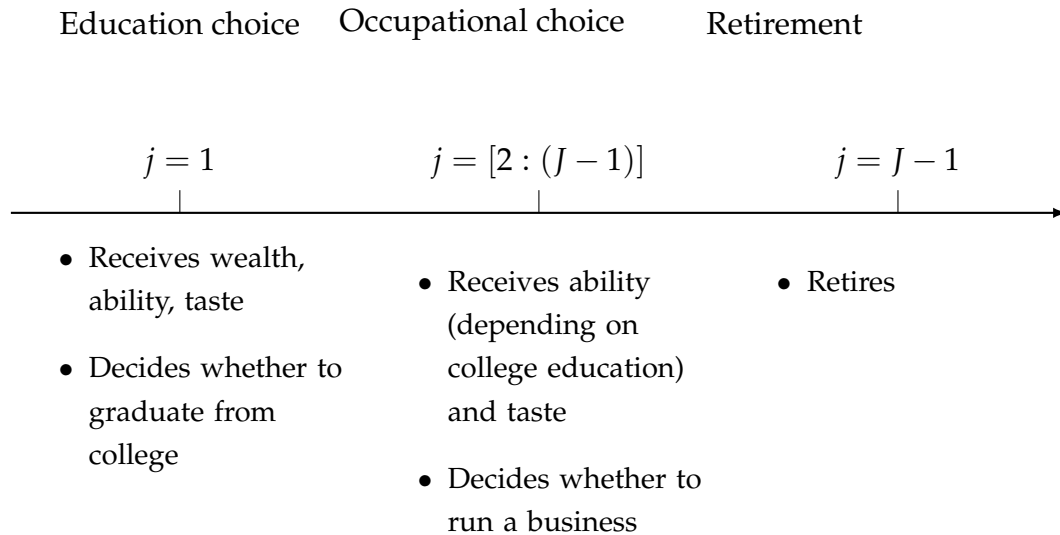 Education choice
Occupational choice
Retirement
j = 1
j = [2 : (J − 1)]
j = J − 1
• Receives wealth,
ability, taste
• Decides whether to
graduate from
college
• Receives ability
(depending on
college education)
and taste
• Decides whether to
run a business
• Retires